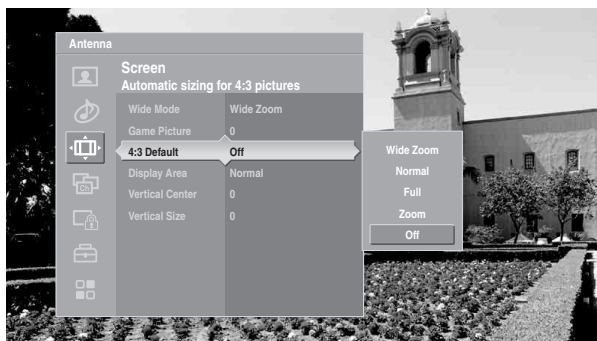 Antenna
Screen
Automatic sizing for 4:3 pictures
Wide Mode Wide Zoom
Game Picture 0
4:3 Default Off
Display Area Normal
Vertical Center 0
Vertical Size 0
Wide Zoom
Normal
Full
Zoom
Off
Ch